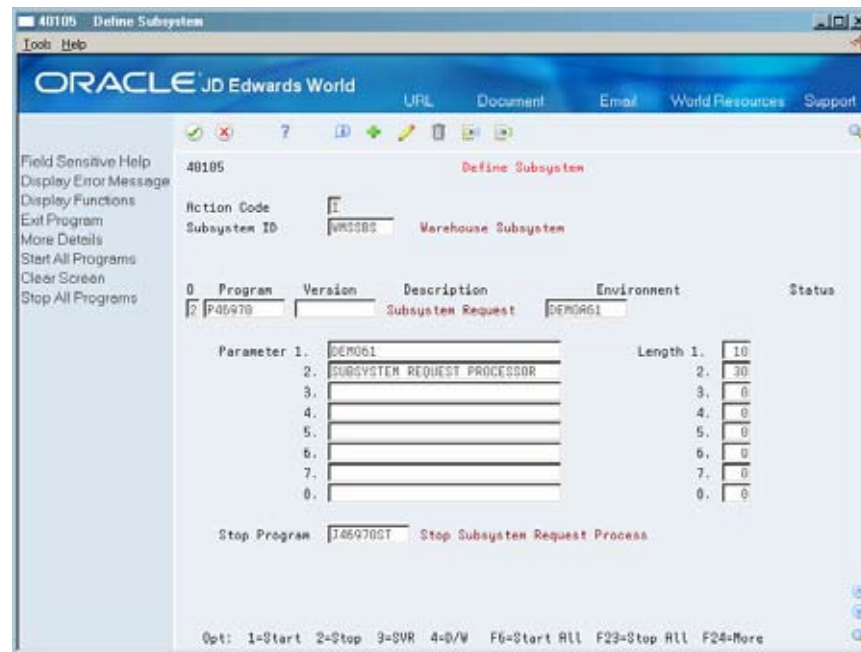 40105 Define Subsystem
Tools Help
ORACLE JD Edwards World
URL Document Email World Resources Support
Field Sensitive Help
Display Error Message
Display Functions
Exit Program
More Details
Start All Programs
Clear Screen
Stop All Programs
40105 Define Subsystem
Action Code I
Subsystem ID WMSSBS Warehouse Subsystem
O Program Version Description Environment Status
2 P46970 Subsystem Request DEMOA61
Parameter 1. DEMO61 Length 1. 10
2. SUBSYSTEM REQUEST PROCESSOR 2. 30
3. 3. 0
4. 4. 0
5. 5. 0
6. 6. 0
7. 7. 0
8. 8. 0
Stop Program J46970ST Stop Subsystem Request Process
Opt: 1=Start 2=Stop 3=SVR 4=D/W F6=Start All F23=Stop All F24=More